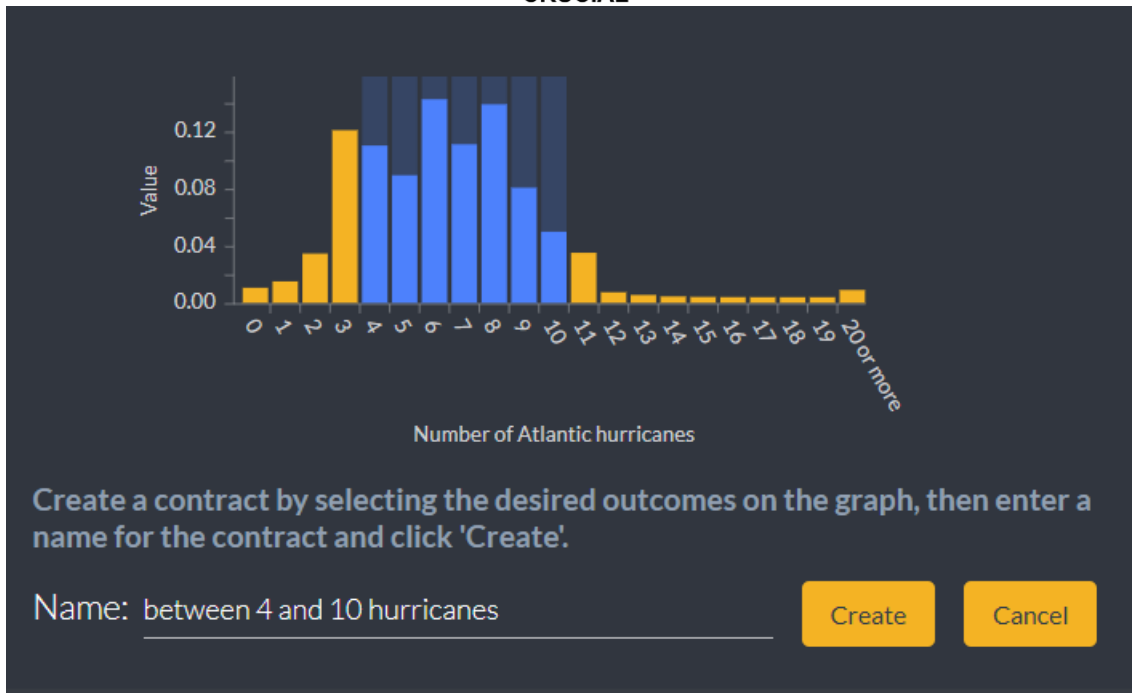 Value
0.12
0.08
0.04
0.00
0 1 2 3 4 5 6 7 8 9 10 11 12 13 14 15 16 17 18 19 20 or more
Number of Atlantic hurricanes
Create a contract by selecting the desired outcomes on the graph, then enter a
name for the contract and click 'Create'.
Name: between 4 and 10 hurricanes Create Cancel